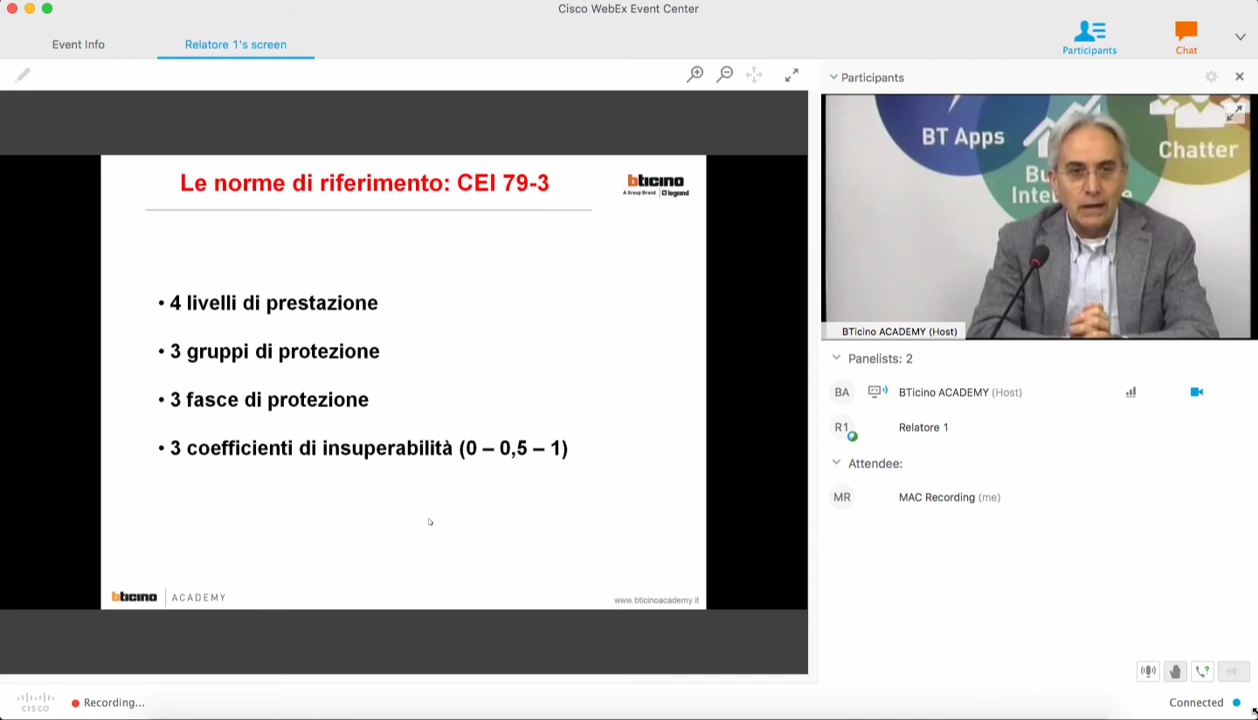 Cisco WebEx Event Center
Event Info
Relatore 1's screen
Participants
Chat
Participants
Le norme di riferimento: CEI 79-3
bticino
A Group Brand | legrand
• 4 livelli di prestazione
• 3 gruppi di protezione
• 3 fasce di protezione
• 3 coefficienti di insuperabilità (0 – 0,5 – 1)
bticino | ACADEMY
www.bticinoacademy.it
BT Apps
Chatter
BTicino ACADEMY (Host)
Panelists: 2
BA BTicino ACADEMY (Host)
R1 Relatore 1
Attendee:
MR MAC Recording (me)
CISCO
Recording...
Connected